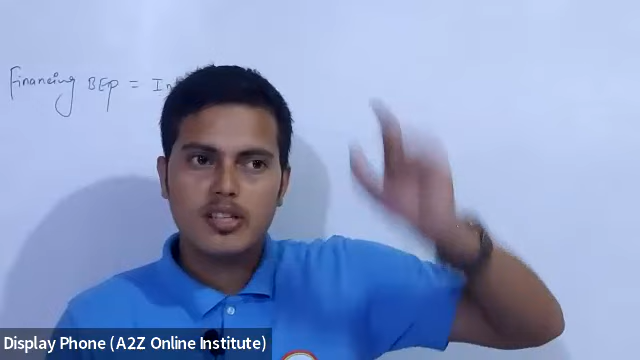 Financing BEP = In
Display Phone (A2Z Online Institute)